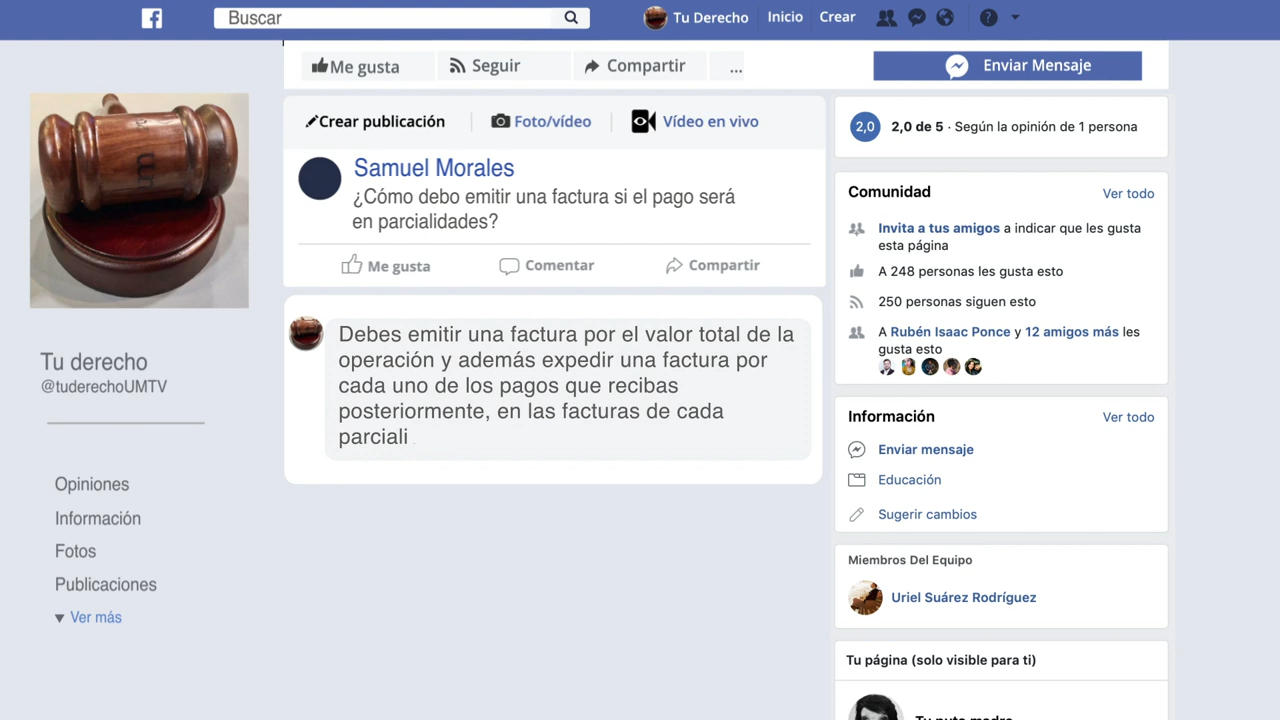 Buscar
Tu Derecho
Inicio
Crear
Me gusta
Seguir
Compartir
...
Enviar Mensaje
Tu derecho
@tuderechoUMTV
Opiniones
Información
Fotos
Publicaciones
Ver más
Crear publicación
Foto/vídeo
Vídeo en vivo
Samuel Morales
¿Cómo debo emitir una factura si el pago será
en parcialidades?
Me gusta
Comentar
Compartir
Debes emitir una factura por el valor total de la
operación y además expedir una factura por
cada uno de los pagos que recibas
posteriormente, en las facturas de cada
parciali
2,0
2,0 de 5 · Según la opinión de 1 persona
Comunidad
Ver todo
Invita a tus amigos a indicar que les gusta
esta página
A 248 personas les gusta esto
250 personas siguen esto
A Rubén Isaac Ponce y 12 amigos más les
gusta esto
Información
Ver todo
Enviar mensaje
Educación
Sugerir cambios
Miembros Del Equipo
Uriel Suárez Rodríguez
Tu página (solo visible para ti)